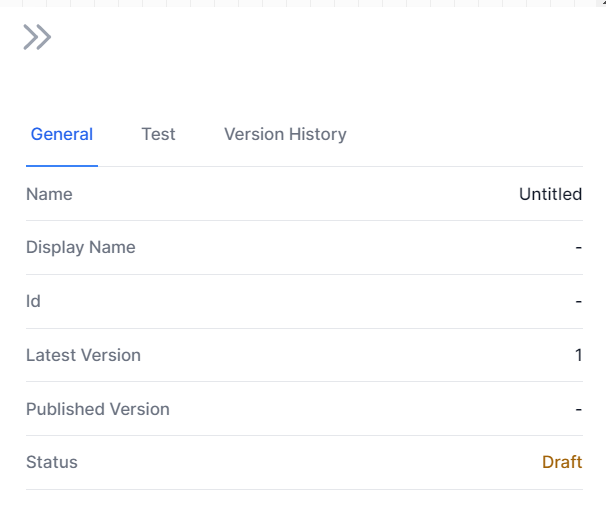 General Test Version History
Name Untitled
Display Name -
Id -
Latest Version 1
Published Version -
Status Draft